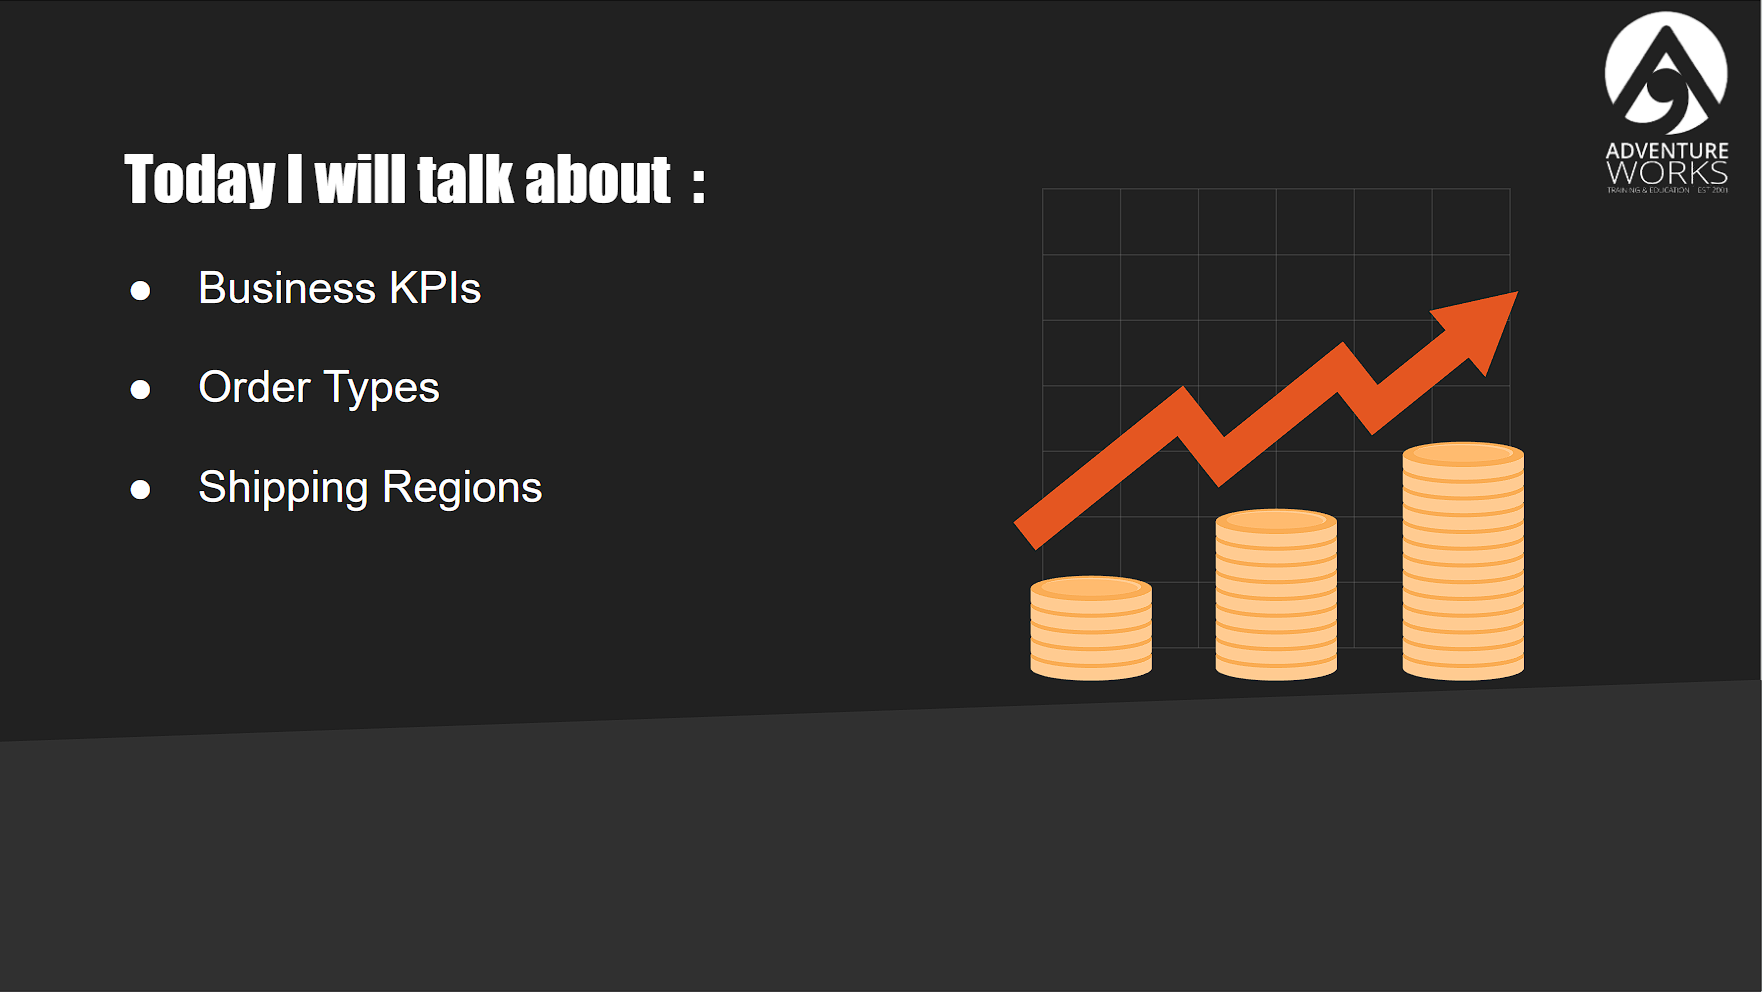 Today I will talk about :
● Business KPIs
● Order Types
● Shipping Regions
ADVENTURE
WORKS
TRAINING & EDUCATION EST 2001